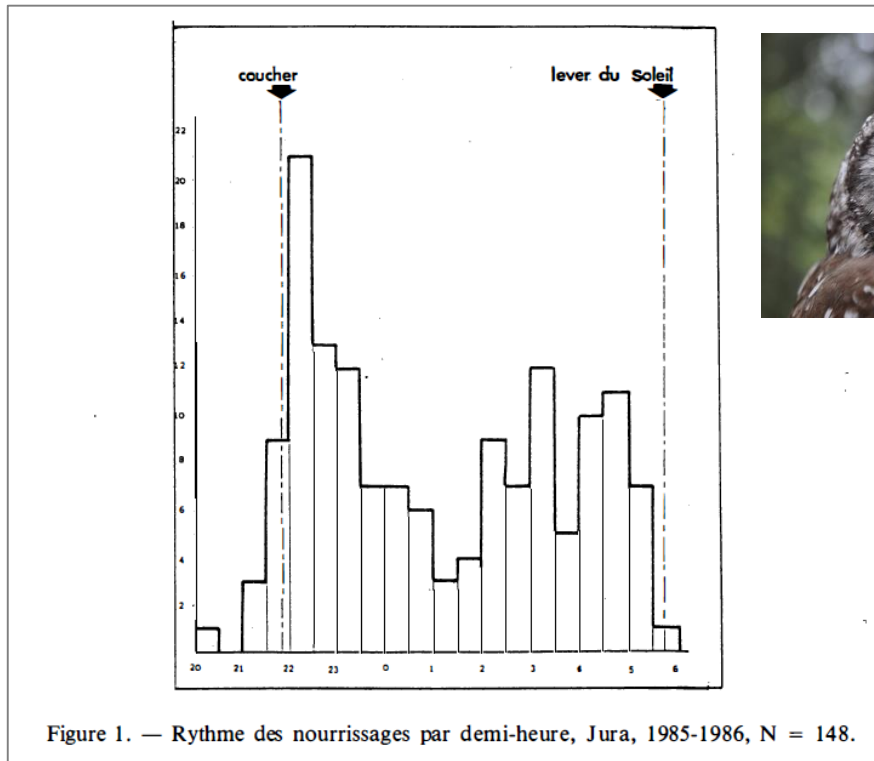 coucher
lever du Soleil
22
20
18
16
14
12
10
8
6
4
2
20 21 22 23 0 1 2 3 4 5 6
Figure 1. — Rythme des nourrissages par demi-heure, Jura, 1985-1986, N = 148.